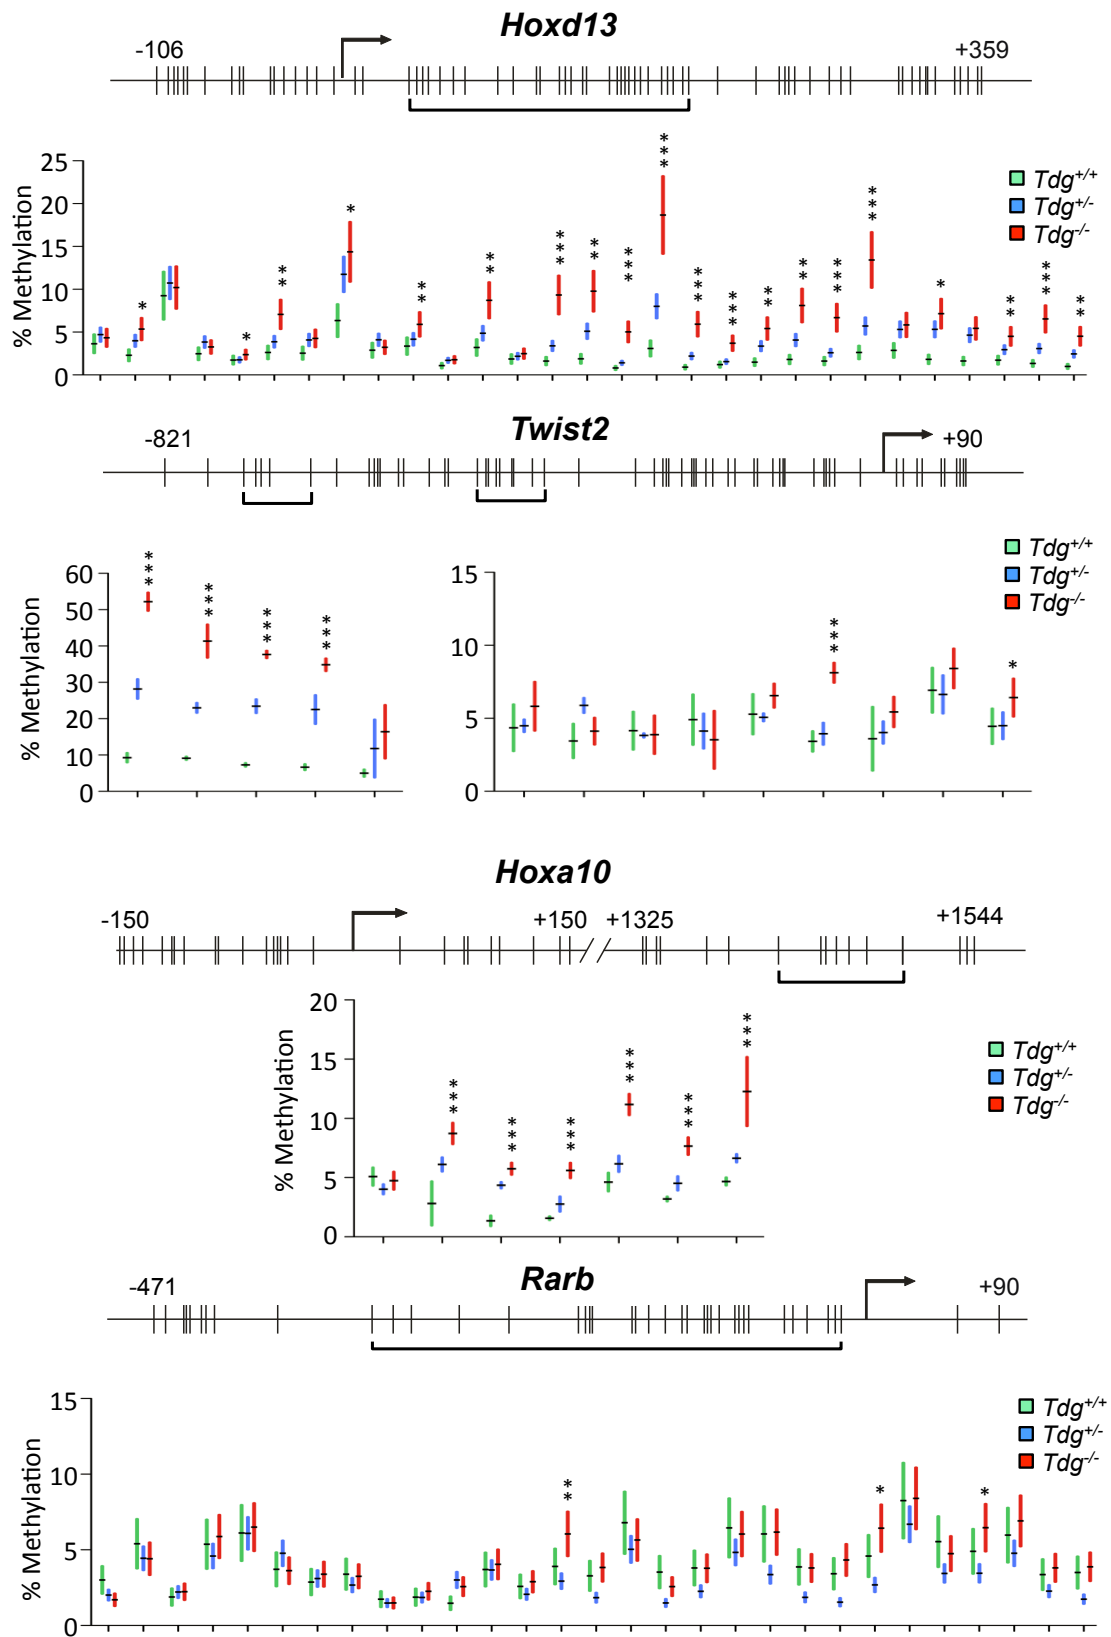 Hoxd13
-106
+359
25
20
15
10
5
0
% Methylation
* * ** * ** ** *** ** *** *** *** *** ** ** *** *** * ** *** **
Tdg+/+
Tdg+/-
Tdg-/-
Twist2
-821
+90
60
50
40
30
20
10
0
% Methylation
*** *** *** ***
15
10
5
0
*** *
Tdg+/+
Tdg+/-
Tdg-/-
Hoxa10
-150
+150
+1325
+1544
20
15
10
5
0
% Methylation
*** *** *** *** *** ***
Tdg+/+
Tdg+/-
Tdg-/-
Rarb
-471
+90
15
10
5
0
% Methylation
** * *
Tdg+/+
Tdg+/-
Tdg-/-